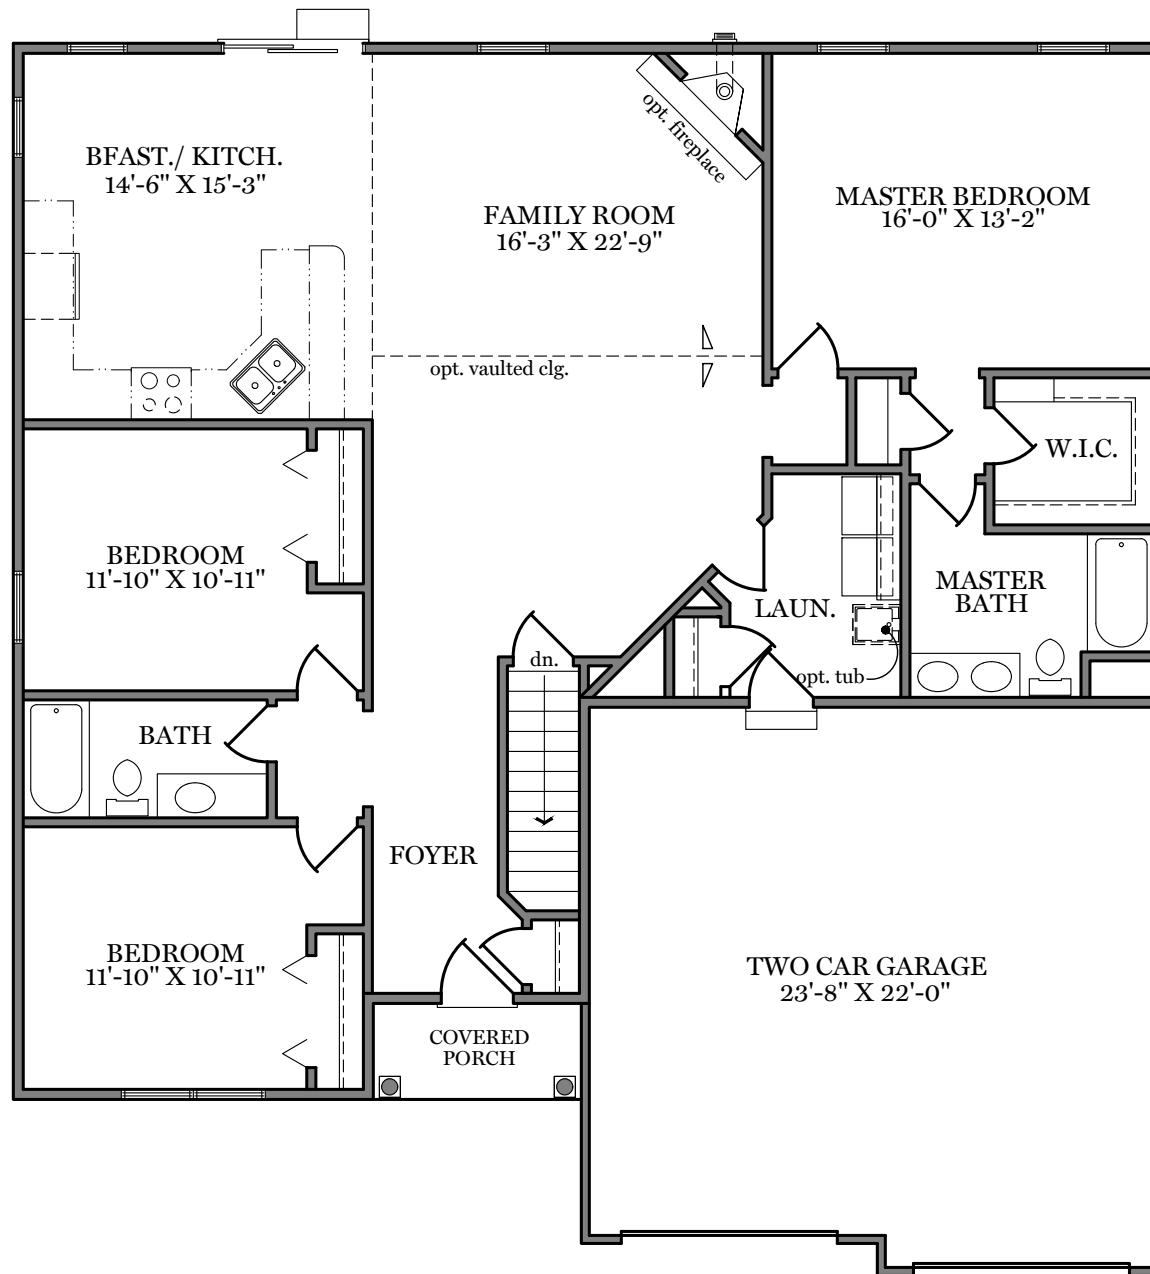 BFAST./ KITCH.
14'-6" X 15'-3"
opt. fireplace
FAMILY ROOM
16'-3" X 22'-9"
MASTER BEDROOM
16'-0" X 13'-2"
opt. vaulted clg.
W.I.C.
BEDROOM
11'-10" X 10'-11"
MASTER
BATH
LAUN.
dn.
opt. tub
BATH
FOYER
BEDROOM
11'-10" X 10'-11"
TWO CAR GARAGE
23'-8" X 22'-0"
COVERED
PORCH